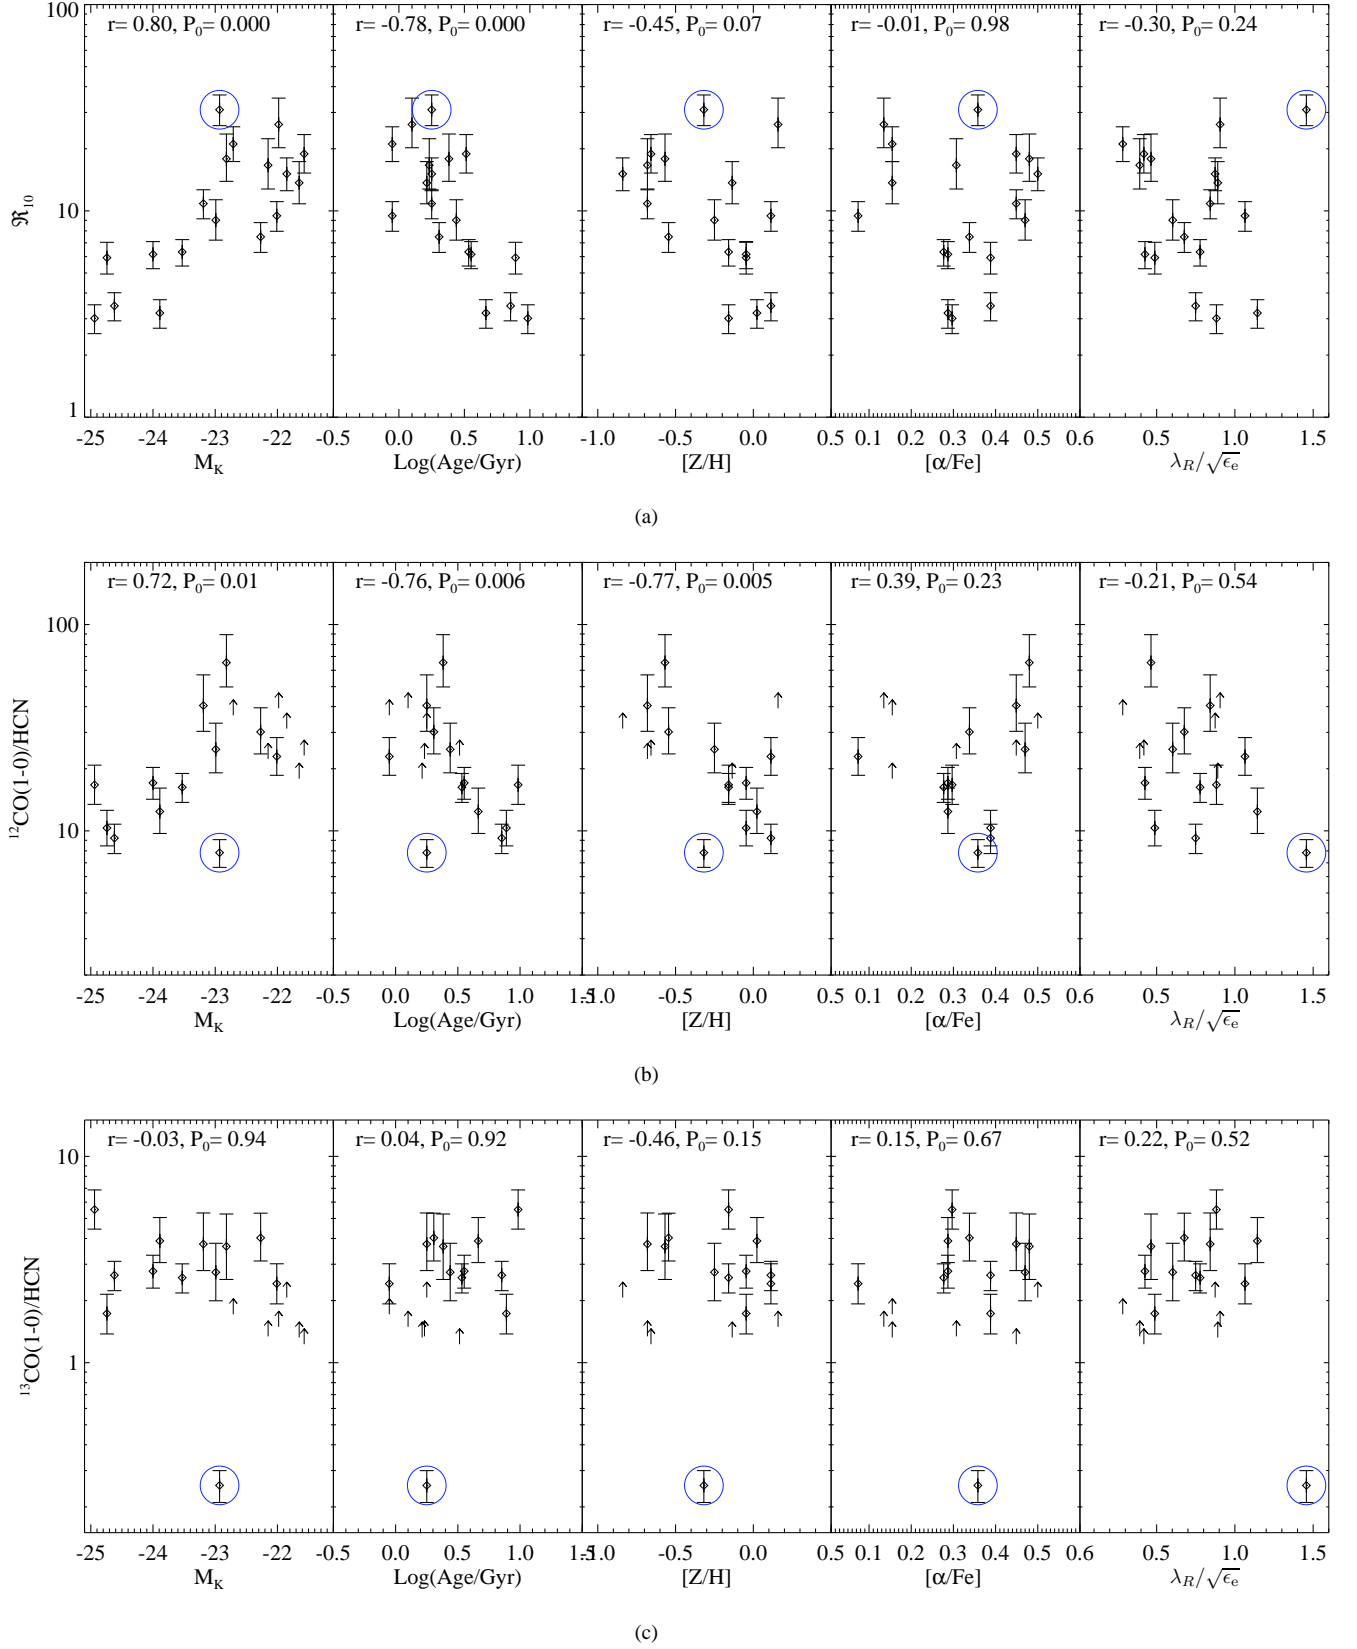 r= 0.80, P0= 0.000 r= -0.78, P0= 0.000 r= -0.45, P0= 0.07 r= -0.01, P0= 0.98 r= -0.30, P0= 0.24
100
10
1
ℜ10
-25 -24 -23 -22 -0.5 0.0 0.5 1.0 -1.0 -0.5 0.0 0.5 0.1 0.2 0.3 0.4 0.5 0.6 0.5 1.0 1.5
MK Log(Age/Gyr) [Z/H] [α/Fe] λR/√εe
(a)
r= 0.72, P0= 0.01 r= -0.76, P0= 0.006 r= -0.77, P0= 0.005 r= 0.39, P0= 0.23 r= -0.21, P0= 0.54
100
10
12CO(1-0)/HCN
-25 -24 -23 -22 -0.5 0.0 0.5 1.0 1.5 -1.0 -0.5 0.0 0.5 0.1 0.2 0.3 0.4 0.5 0.6 0.5 1.0 1.5
MK Log(Age/Gyr) [Z/H] [α/Fe] λR/√εe
(b)
r= -0.03, P0= 0.94 r= 0.04, P0= 0.92 r= -0.46, P0= 0.15 r= 0.15, P0= 0.67 r= 0.22, P0= 0.52
10
1
13CO(1-0)/HCN
-25 -24 -23 -22 -0.5 0.0 0.5 1.0 1.5 -1.0 -0.5 0.0 0.5 0.1 0.2 0.3 0.4 0.5 0.6 0.5 1.0 1.5
MK Log(Age/Gyr) [Z/H] [α/Fe] λR/√εe
(c)